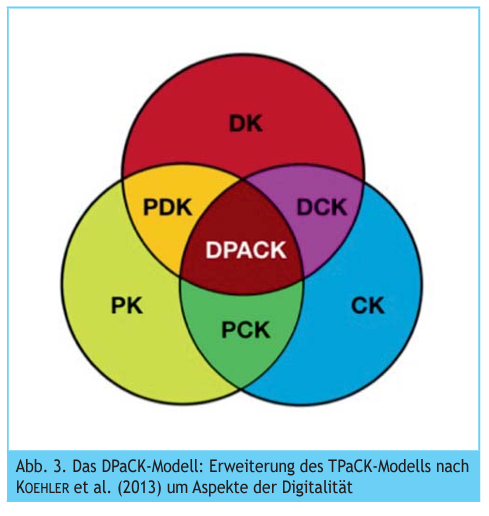 DK
PDK
DCK
DPACK
PK
CK
PCK
Abb. 3. Das DPaCK-Modell: Erweiterung des TPaCK-Modells nach
KOEHLER et al. (2013) um Aspekte der Digitalität